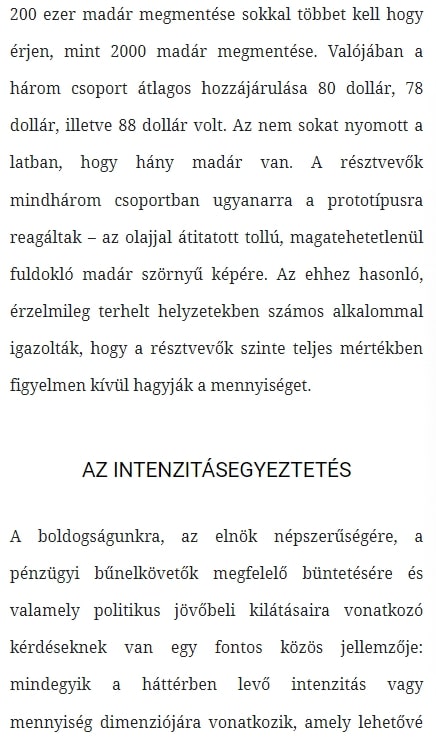 200 ezer madár megmentése sokkal többet kell hogy
érjen, mint 2000 madár megmentése. Valójában a
három csoport átlagos hozzájárulása 80 dollár, 78
dollár, illetve 88 dollár volt. Az nem sokat nyomott a
latban, hogy hány madár van. A résztvevők
mindhárom csoportban ugyanarra a prototípusra
reagáltak – az olajjal átitatott tollú, magatehetetlenül
fuldokló madár szörnyű képére. Az ehhez hasonló,
érzelmileg terhelt helyzetekben számos alkalommal
igazolták, hogy a résztvevők szinte teljes mértékben
figyelmen kívül hagyják a mennyiséget.
AZ INTENZITÁSEGYEZTETÉS
A boldogságunkra, az elnök népszerűségére, a
pénzügyi bűnelkövetők megfelelő büntetésére és
valamely politikus jövőbeli kilátásaira vonatkozó
kérdéseknek van egy fontos közös jellemzője:
mindegyik a háttérben levő intenzitás vagy
mennyiség dimenziójára vonatkozik, amely lehetővé